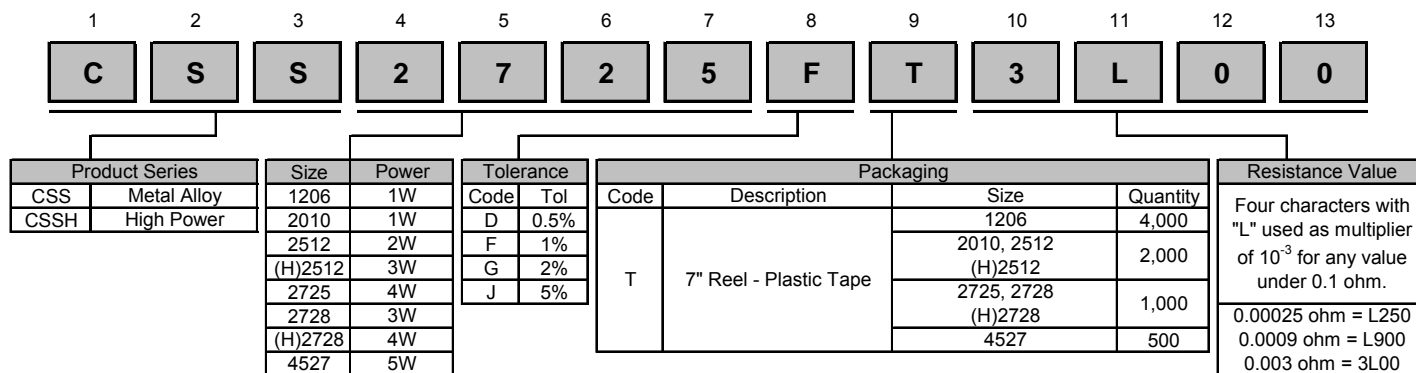 1 2 3 4 5 6 7 8 9 10 11 12 13
C S S 2 7 2 5 F T 3 L 0 0
Product Series
CSS Metal Alloy
CSSH High Power
Size Power
1206 1W
2010 1W
2512 2W
(H)2512 3W
2725 4W
2728 3W
(H)2728 4W
4527 5W
Tolerance
Code Tol
D 0.5%
F 1%
G 2%
J 5%
Packaging
Code Description Size Quantity
T 7" Reel - Plastic Tape
1206 4,000
2010, 2512
(H)2512
2,000
2725, 2728
(H)2728
1,000
4527 500
Resistance Value
Four characters with
"L" used as multiplier
of 10⁻³ for any value
under 0.1 ohm.
0.00025 ohm = L250
0.0009 ohm = L900
0.003 ohm = 3L00